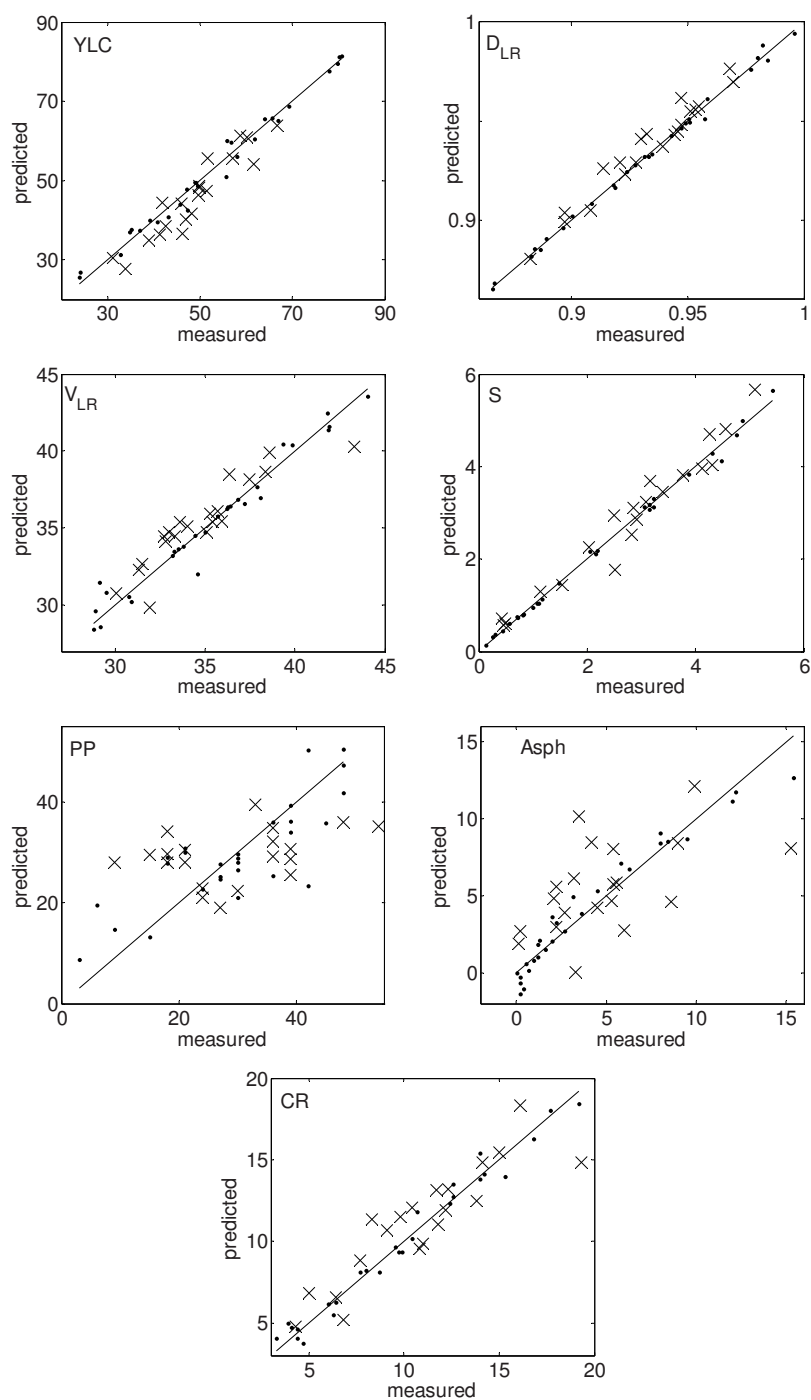 90
YLC
70
50
30
predicted
30 50 70 90
measured
1
D_LR
0.9
predicted
0.9 0.95 1
measured
45
V_LR
40
35
30
predicted
30 35 40 45
measured
6
S
4
2
0
predicted
0 2 4 6
measured
PP
40
20
0
predicted
0 20 40
measured
15
Asph
10
5
0
predicted
0 5 10 15
measured
20
CR
15
10
5
predicted
5 10 15 20
measured